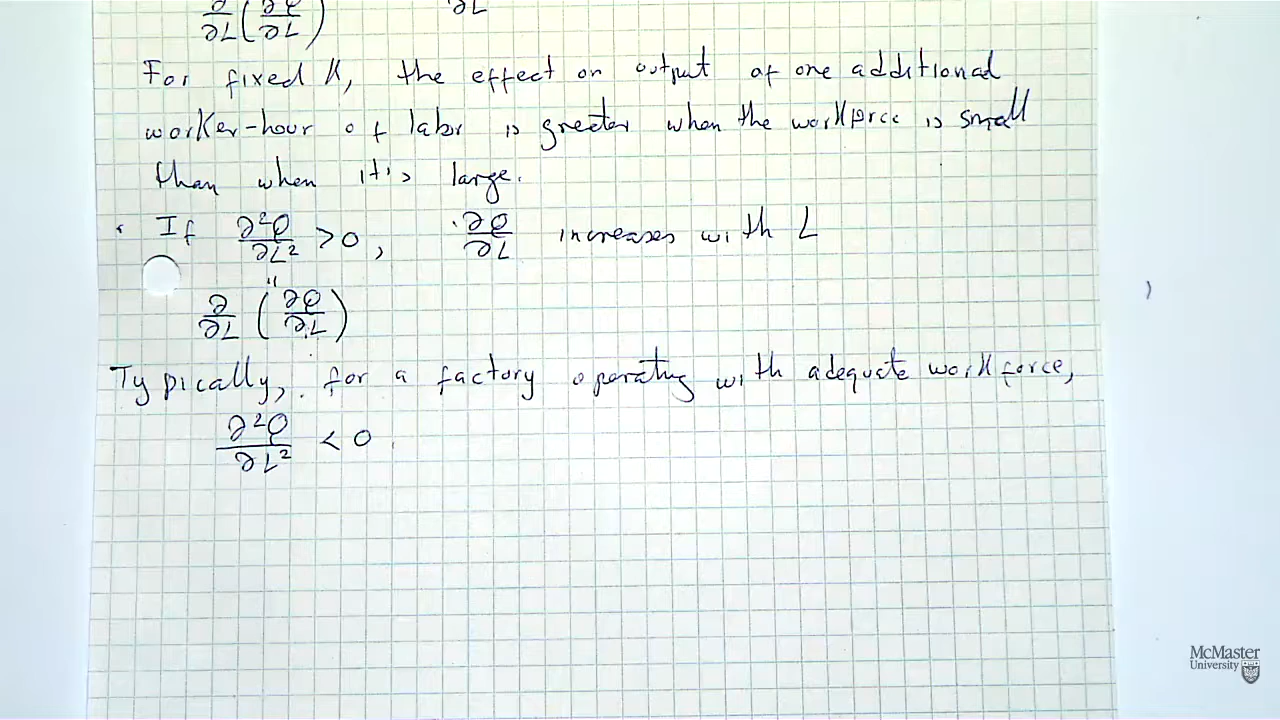 ∂/∂L (∂Q/∂L) ∂L
For fixed K, the effect on output of one additional
worker-hour of labor is greater when the workforce is small
than when it's large.
· If ∂²Q/∂L² > 0, ∂Q/∂L increases with L
"
∂/∂L (∂Q/∂L)
Typically, for a factory operating with adequate workforce,
∂²Q/∂L² < 0.
McMaster
University